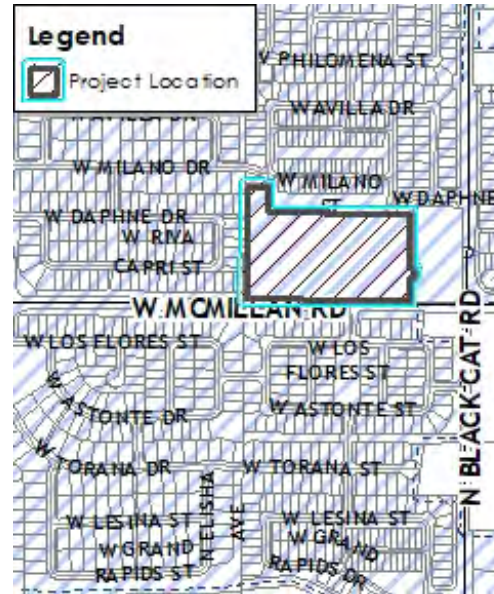 Legend
Project Location
W PHILOMENA ST
W AVILLA DR
W AVILLA DR
W MILANO DR
W MILANO
ST
W DAPHNE
W DAPHNE DR
W RIVA
CAPRI ST
W MCMILLAN RD
W LOS FLORES ST
W LOS
FLORES ST
W ASTONTE DR
W ASTONTE ST
W TORANA DR
W TORANA ST
N ELISHA
AVE
W LESINA ST
W LESINA ST
W GRAND
RAPIDS ST
W GRAND
RAPIDS DR
N BLACK CAT RD